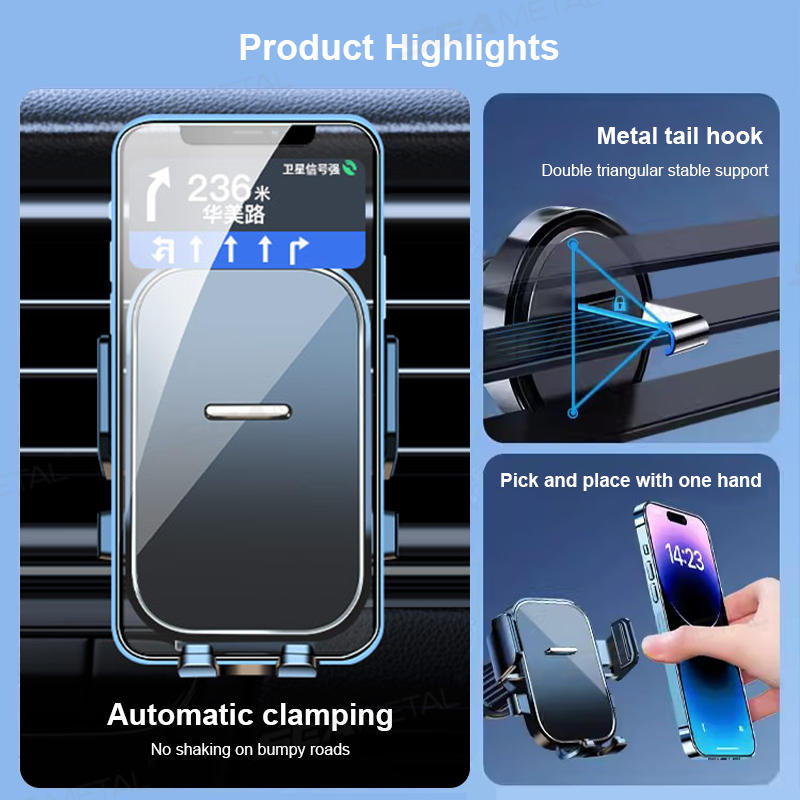 Product Highlights
卫星信号强
236米
华美路
Automatic clamping
No shaking on bumpy roads
Metal tail hook
Double triangular stable support
Pick and place with one hand
14:23
SEAMETAL